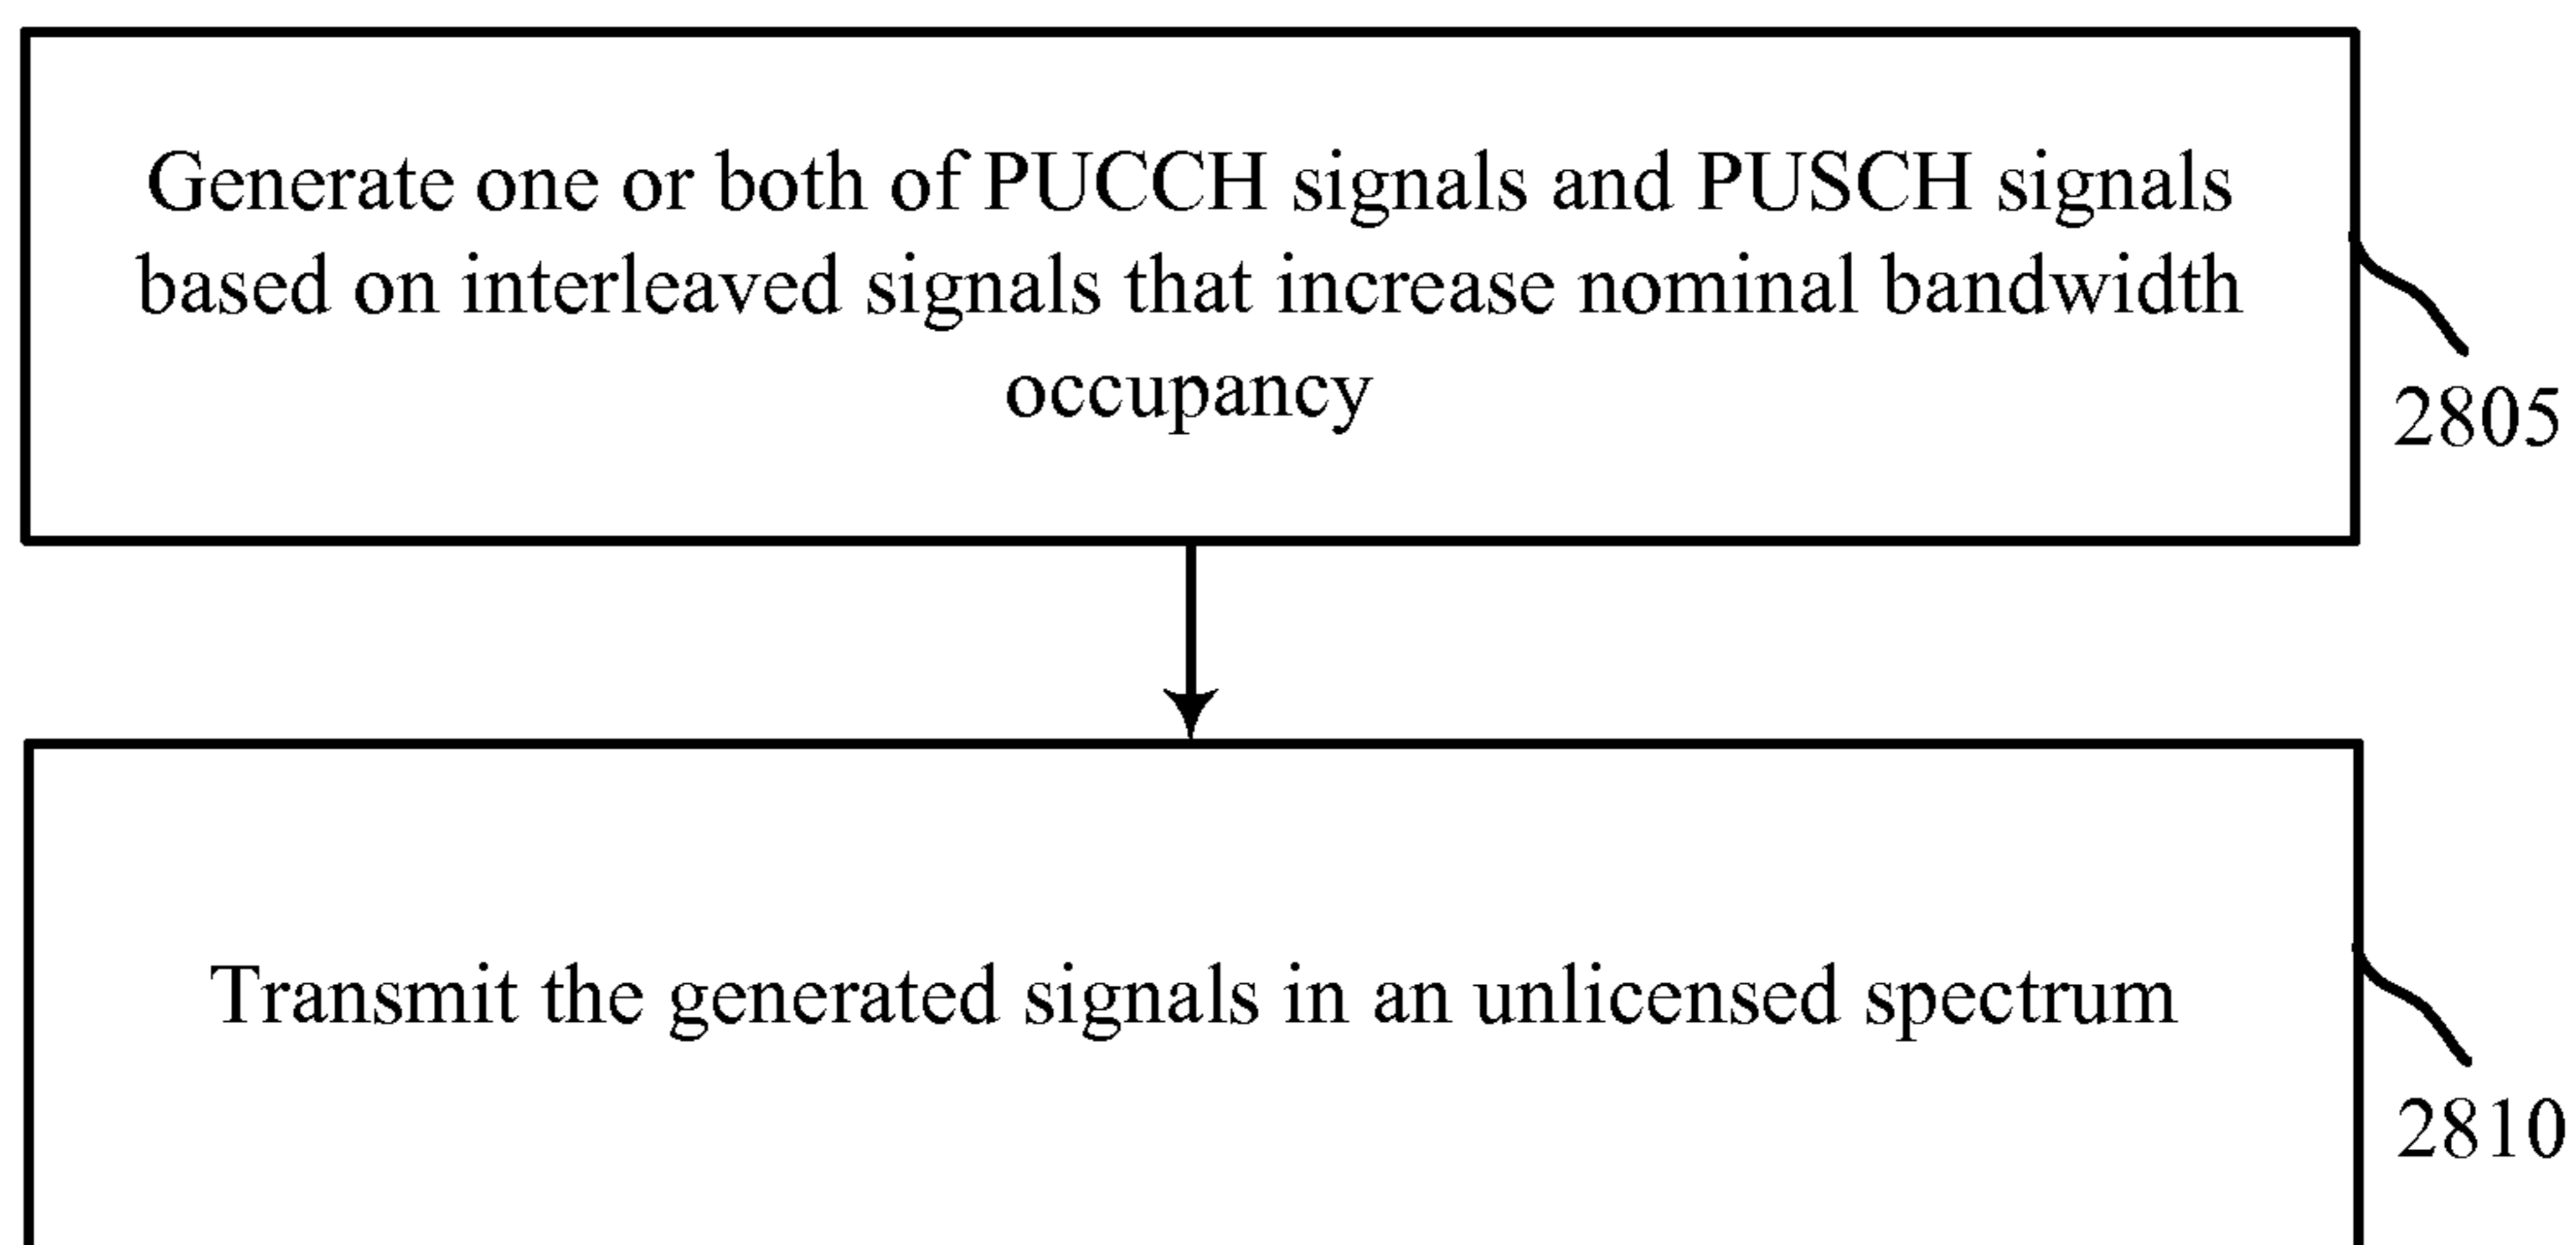 Generate one or both of PUCCH signals and PUSCH signals
based on interleaved signals that increase nominal bandwidth
occupancy
2805
Transmit the generated signals in an unlicensed spectrum
2810